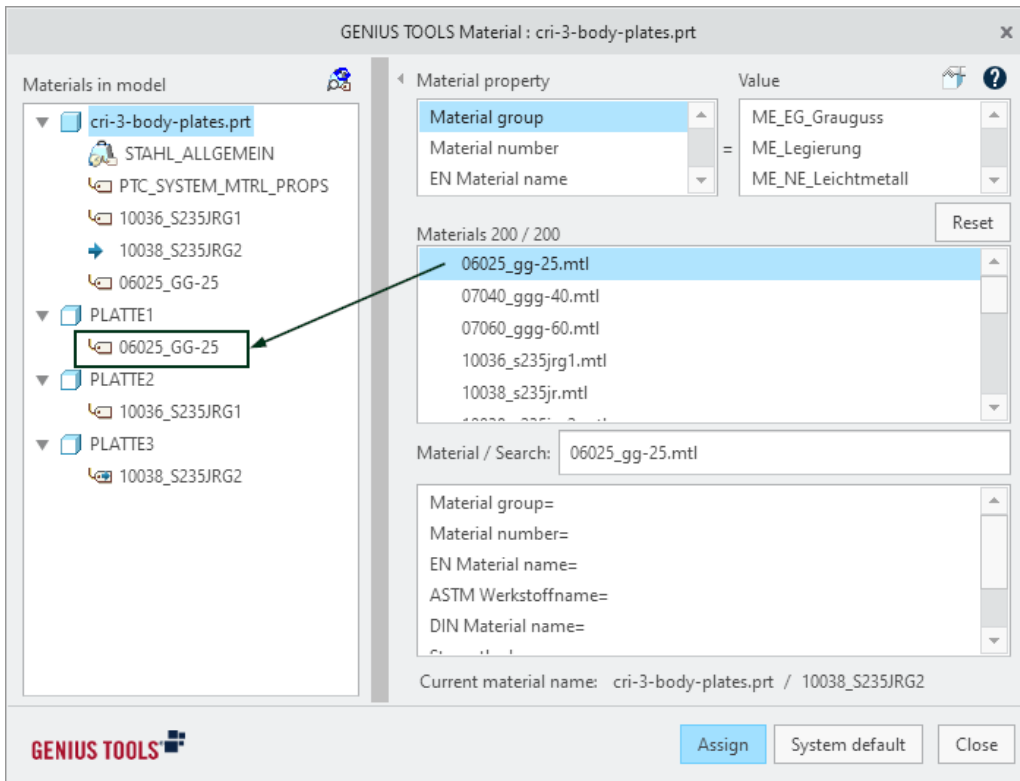 GENIUS TOOLS Material : cri-3-body-plates.prt
Materials in model
cri-3-body-plates.prt
STAHL_ALLGEMEIN
PTC_SYSTEM_MTRL_PROPS
10036_S235JRG1
10038_S235JRG2
06025_GG-25
PLATTE1
06025_GG-25
PLATTE2
10036_S235JRG1
PLATTE3
10038_S235JRG2
Material property
Value
Material group
Material number
EN Material name
=
ME_EG_Grauguss
ME_Legierung
ME_NE_Leichtmetall
Reset
Materials 200 / 200
06025_gg-25.mtl
07040_ggg-40.mtl
07060_ggg-60.mtl
10036_s235jrg1.mtl
10038_s235jr.mtl
Material / Search: 06025_gg-25.mtl
Material group=
Material number=
EN Material name=
ASTM Werkstoffname=
DIN Material name=
Current material name: cri-3-body-plates.prt / 10038_S235JRG2
GENIUS TOOLS
Assign
System default
Close